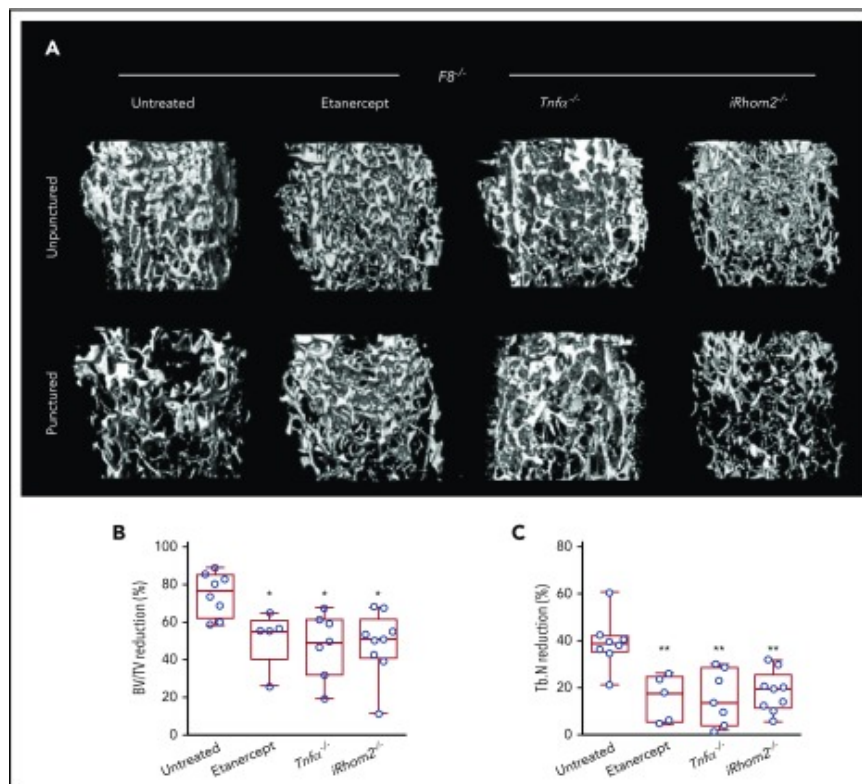 A
F8-/-
Untreated
Etanercept
Tnfα-/-
iRhom2-/-
Unpunctured
Punctured
B
BV/TV reduction (%)
100
80
60
40
20
0
*
*
*
Untreated
Etanercept
Tnfα-/-
iRhom2-/-
C
Tb.N reduction (%)
80
60
40
20
0
**
**
**
Untreated
Etanercept
Tnfα-/-
iRhom2-/-